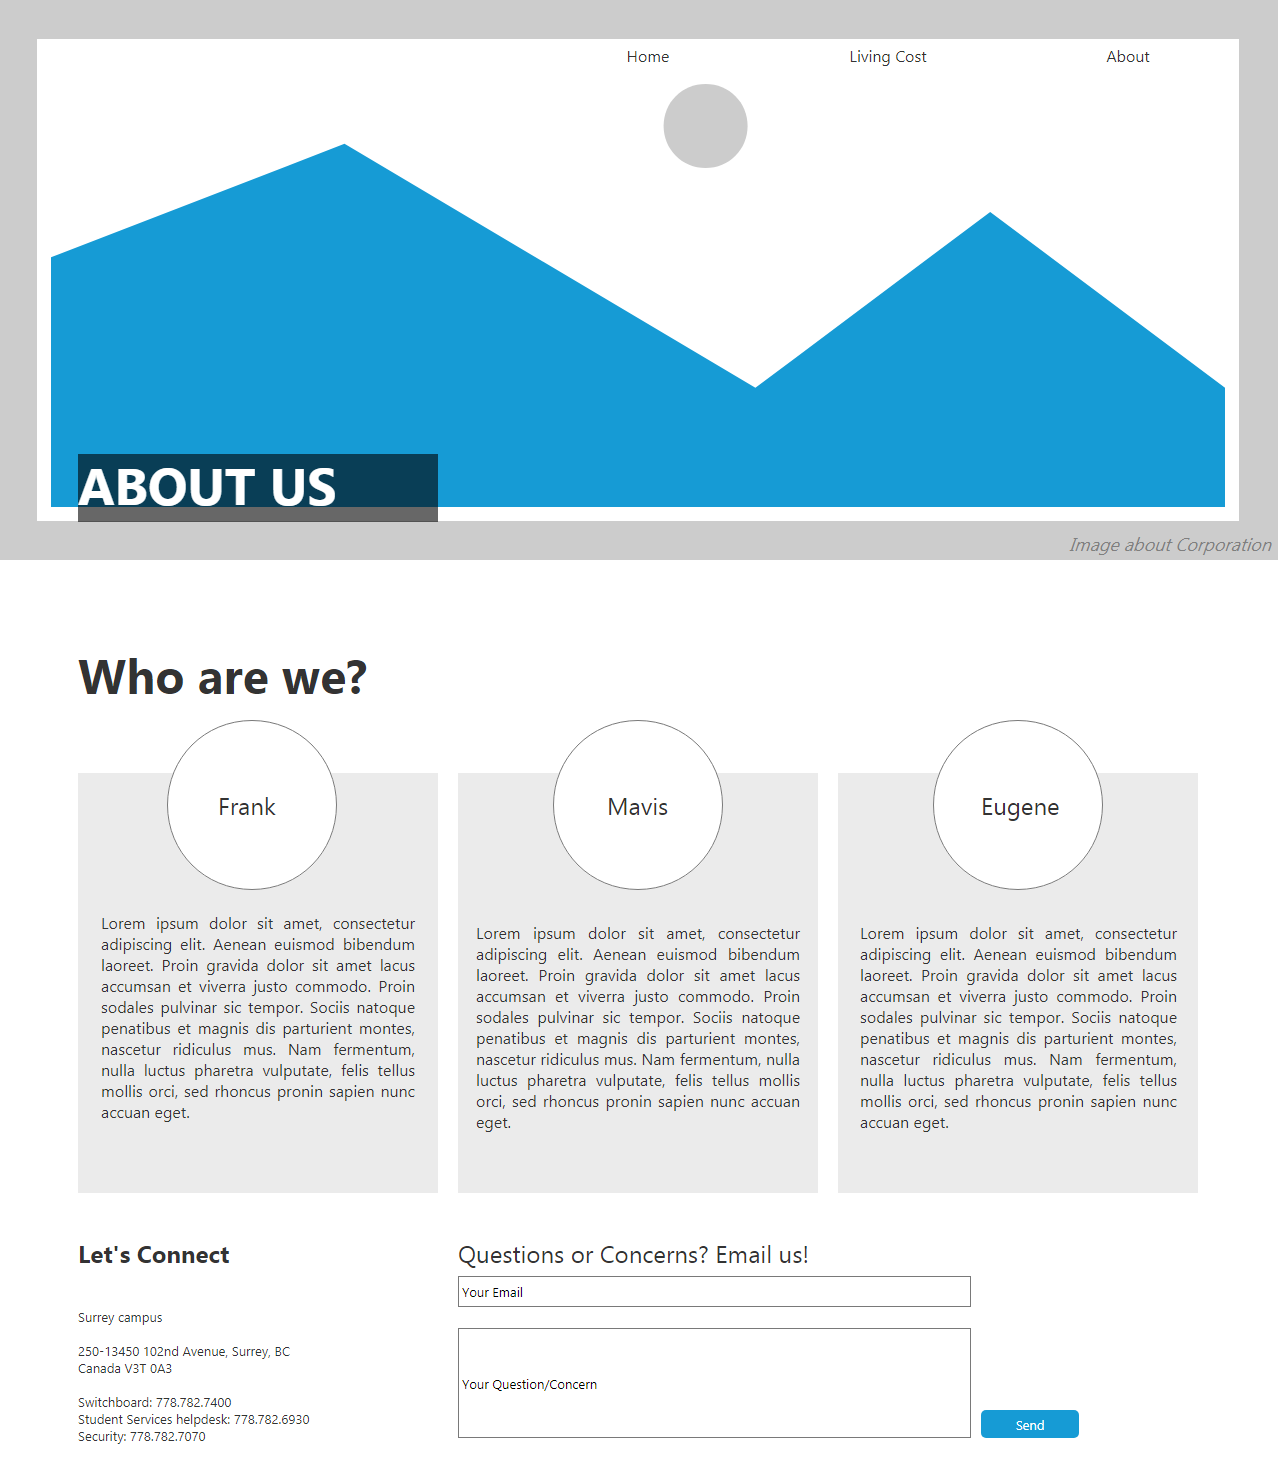 Home Living Cost About
ABOUT US
Image about Corporation
Who are we?
Frank
Lorem ipsum dolor sit amet, consectetur
adipiscing elit. Aenean euismod bibendum
laoreet. Proin gravida dolor sit amet lacus
accumsan et viverra justo commodo. Proin
sodales pulvinar sic tempor. Sociis natoque
penatibus et magnis dis parturient montes,
nascetur ridiculus mus. Nam fermentum,
nulla luctus pharetra vulputate, felis tellus
mollis orci, sed rhoncus pronin sapien nunc
accuan eget.
Mavis
Lorem ipsum dolor sit amet, consectetur
adipiscing elit. Aenean euismod bibendum
laoreet. Proin gravida dolor sit amet lacus
accumsan et viverra justo commodo. Proin
sodales pulvinar sic tempor. Sociis natoque
penatibus et magnis dis parturient montes,
nascetur ridiculus mus. Nam fermentum, nulla
luctus pharetra vulputate, felis tellus mollis
orci, sed rhoncus pronin sapien nunc accuan
eget.
Eugene
Lorem ipsum dolor sit amet, consectetur
adipiscing elit. Aenean euismod bibendum
laoreet. Proin gravida dolor sit amet lacus
accumsan et viverra justo commodo. Proin
sodales pulvinar sic tempor. Sociis natoque
penatibus et magnis dis parturient montes,
nascetur ridiculus mus. Nam fermentum,
nulla luctus pharetra vulputate, felis tellus
mollis orci, sed rhoncus pronin sapien nunc
accuan eget.
Let's Connect
Surrey campus
250-13450 102nd Avenue, Surrey, BC
Canada V3T 0A3
Switchboard: 778.782.7400
Student Services helpdesk: 778.782.6930
Security: 778.782.7070
Questions or Concerns? Email us!
Your Email
Your Question/Concern
Send